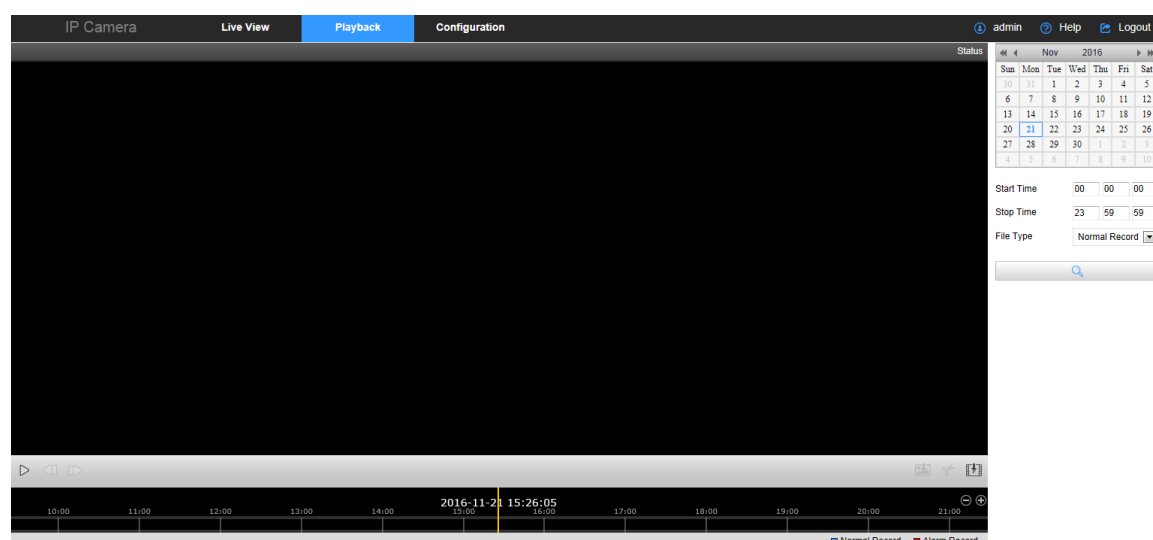 IP Camera Live View Playback Configuration admin Help Logout
Status
Nov 2016
Sun Mon Tue Wed Thu Fri Sat
30 31 1 2 3 4 5
6 7 8 9 10 11 12
13 14 15 16 17 18 19
20 21 22 23 24 25 26
27 28 29 30 1 2 3
4 5 6 7 8 9 10
Start Time 00 00 00
Stop Time 23 59 59
File Type Normal Record
2016-11-21 15:26:05
10:00 11:00 12:00 13:00 14:00 15:00 16:00 17:00 18:00 19:00 20:00 21:00
Normal Record Alarm Record